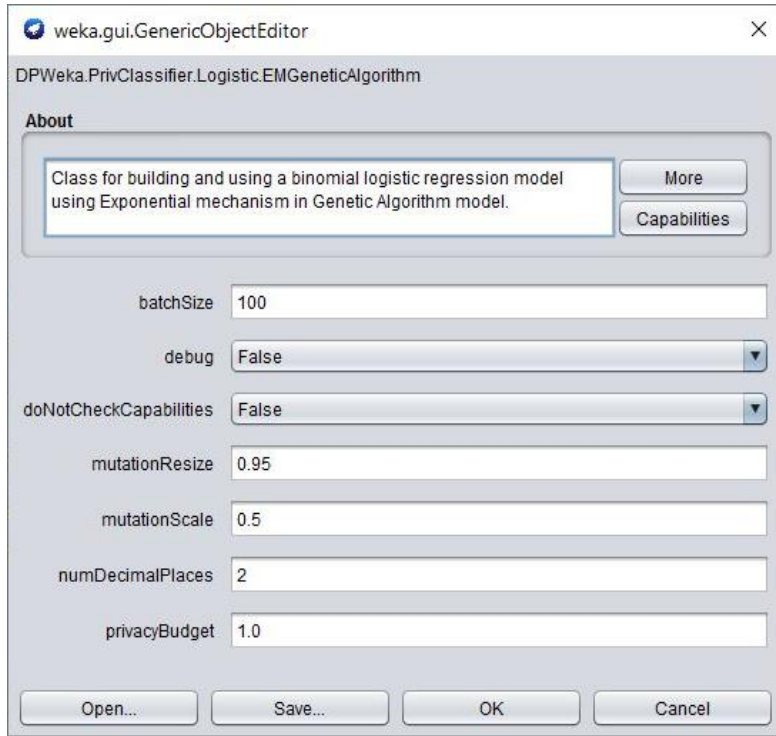 weka.gui.GenericObjectEditor
DPWeka.PrivClassifier.Logistic.EMGeneticAlgorithm
About
Class for building and using a binomial logistic regression model
using Exponential mechanism in Genetic Algorithm model.
More
Capabilities
batchSize 100
debug False
doNotCheckCapabilities False
mutationResize 0.95
mutationScale 0.5
numDecimalPlaces 2
privacyBudget 1.0
Open... Save... OK Cancel